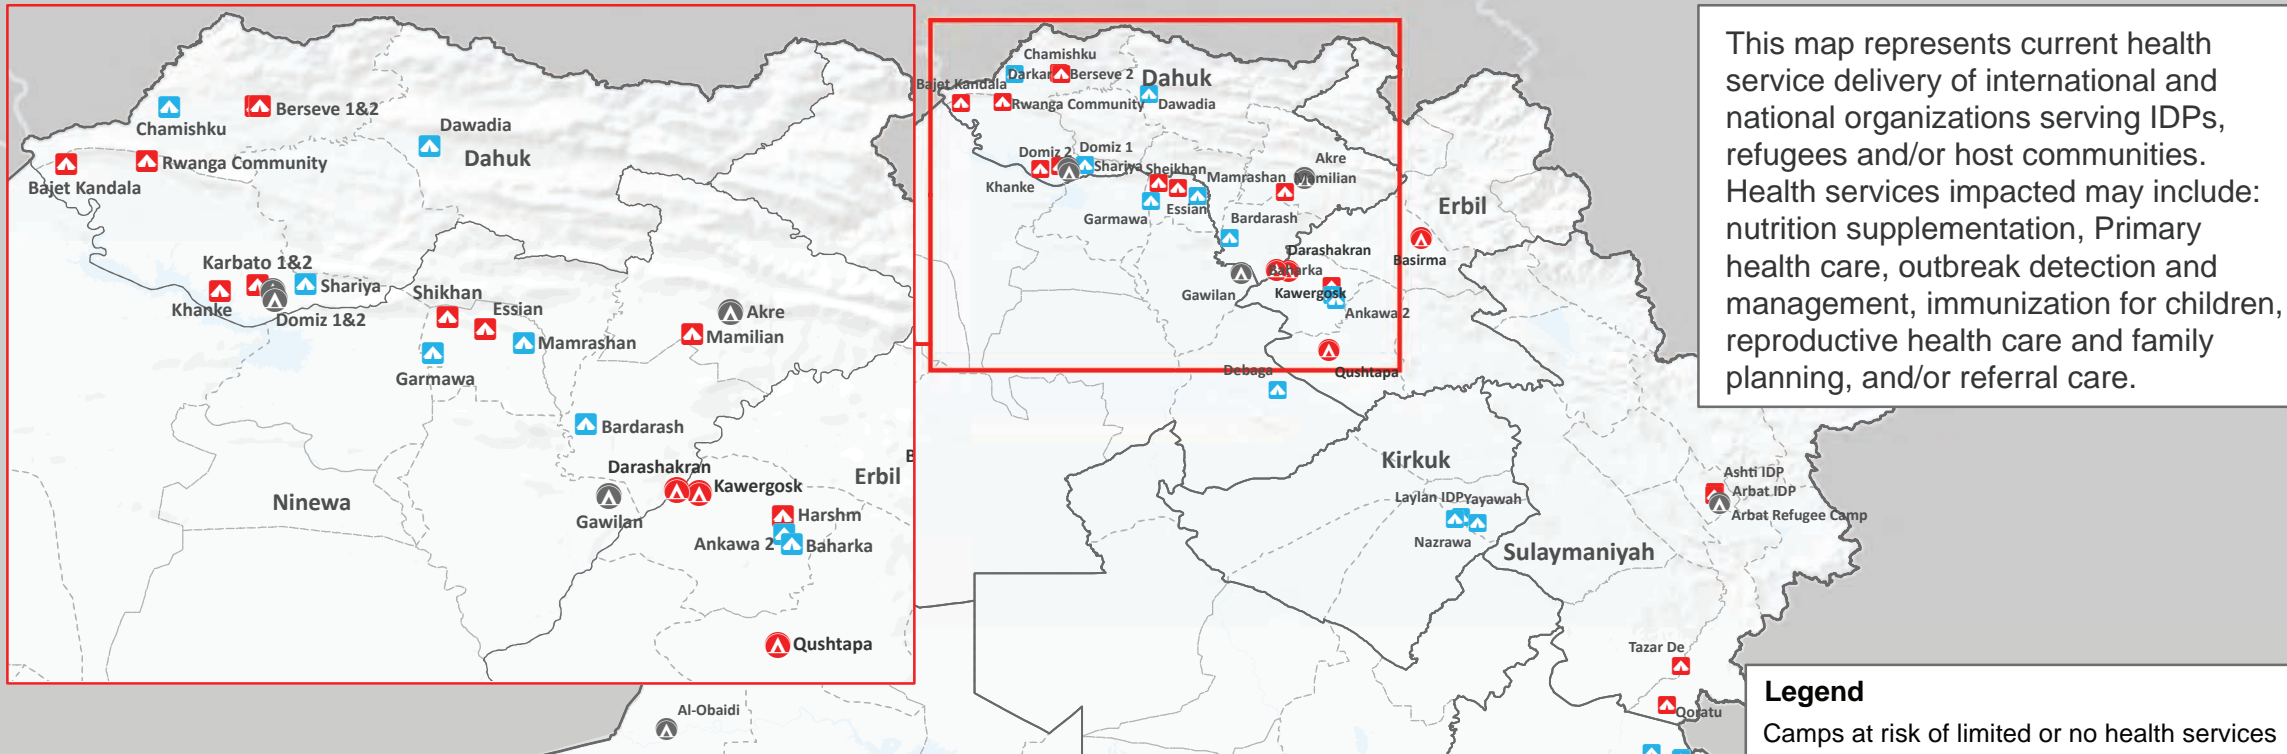 Chamishku
Berseve 1&2
Dawadia
Dahuk
Rwanga Community
Bajet Kandala
Karbato 1&2
Shariya
Khanke
Domiz 1&2
Shikhan
Essian
Akre
Mamrashan
Mamilian
Garmawa
Bardarash
Darashakran
Erbil
Kawergosk
Ninewa
Gawilan
Harshm
Ankawa 2
Baharka
Qushtapa
Chamishku
Berseve 2
Dahuk
Bajet Kandala
Rwanga Community
Dawadia
Domiz 2
Domiz 1
Shariya
Sheikhan
Akre
Khanke
Mamrashan
Mamilian
Essian
Garmawa
Bardarash
Erbil
Darashakran
Basirma
Baharka
Gawilan
Kawergosk
Ankawa 2
Debaga
Qushtapa
Kirkuk
Ashti IDP
Arbat IDP
Laylan IDP
Yayawah
Arbat Refugee Camp
Nazrawa
Sulaymaniyah
Tazar De
Qoratu
Al-Obaidi
This map represents current health
service delivery of international and
national organizations serving IDPs,
refugees and/or host communities.
Health services impacted may include:
nutrition supplementation, Primary
health care, outbreak detection and
management, immunization for children,
reproductive health care and family
planning, and/or referral care.
Legend
Camps at risk of limited or no health services